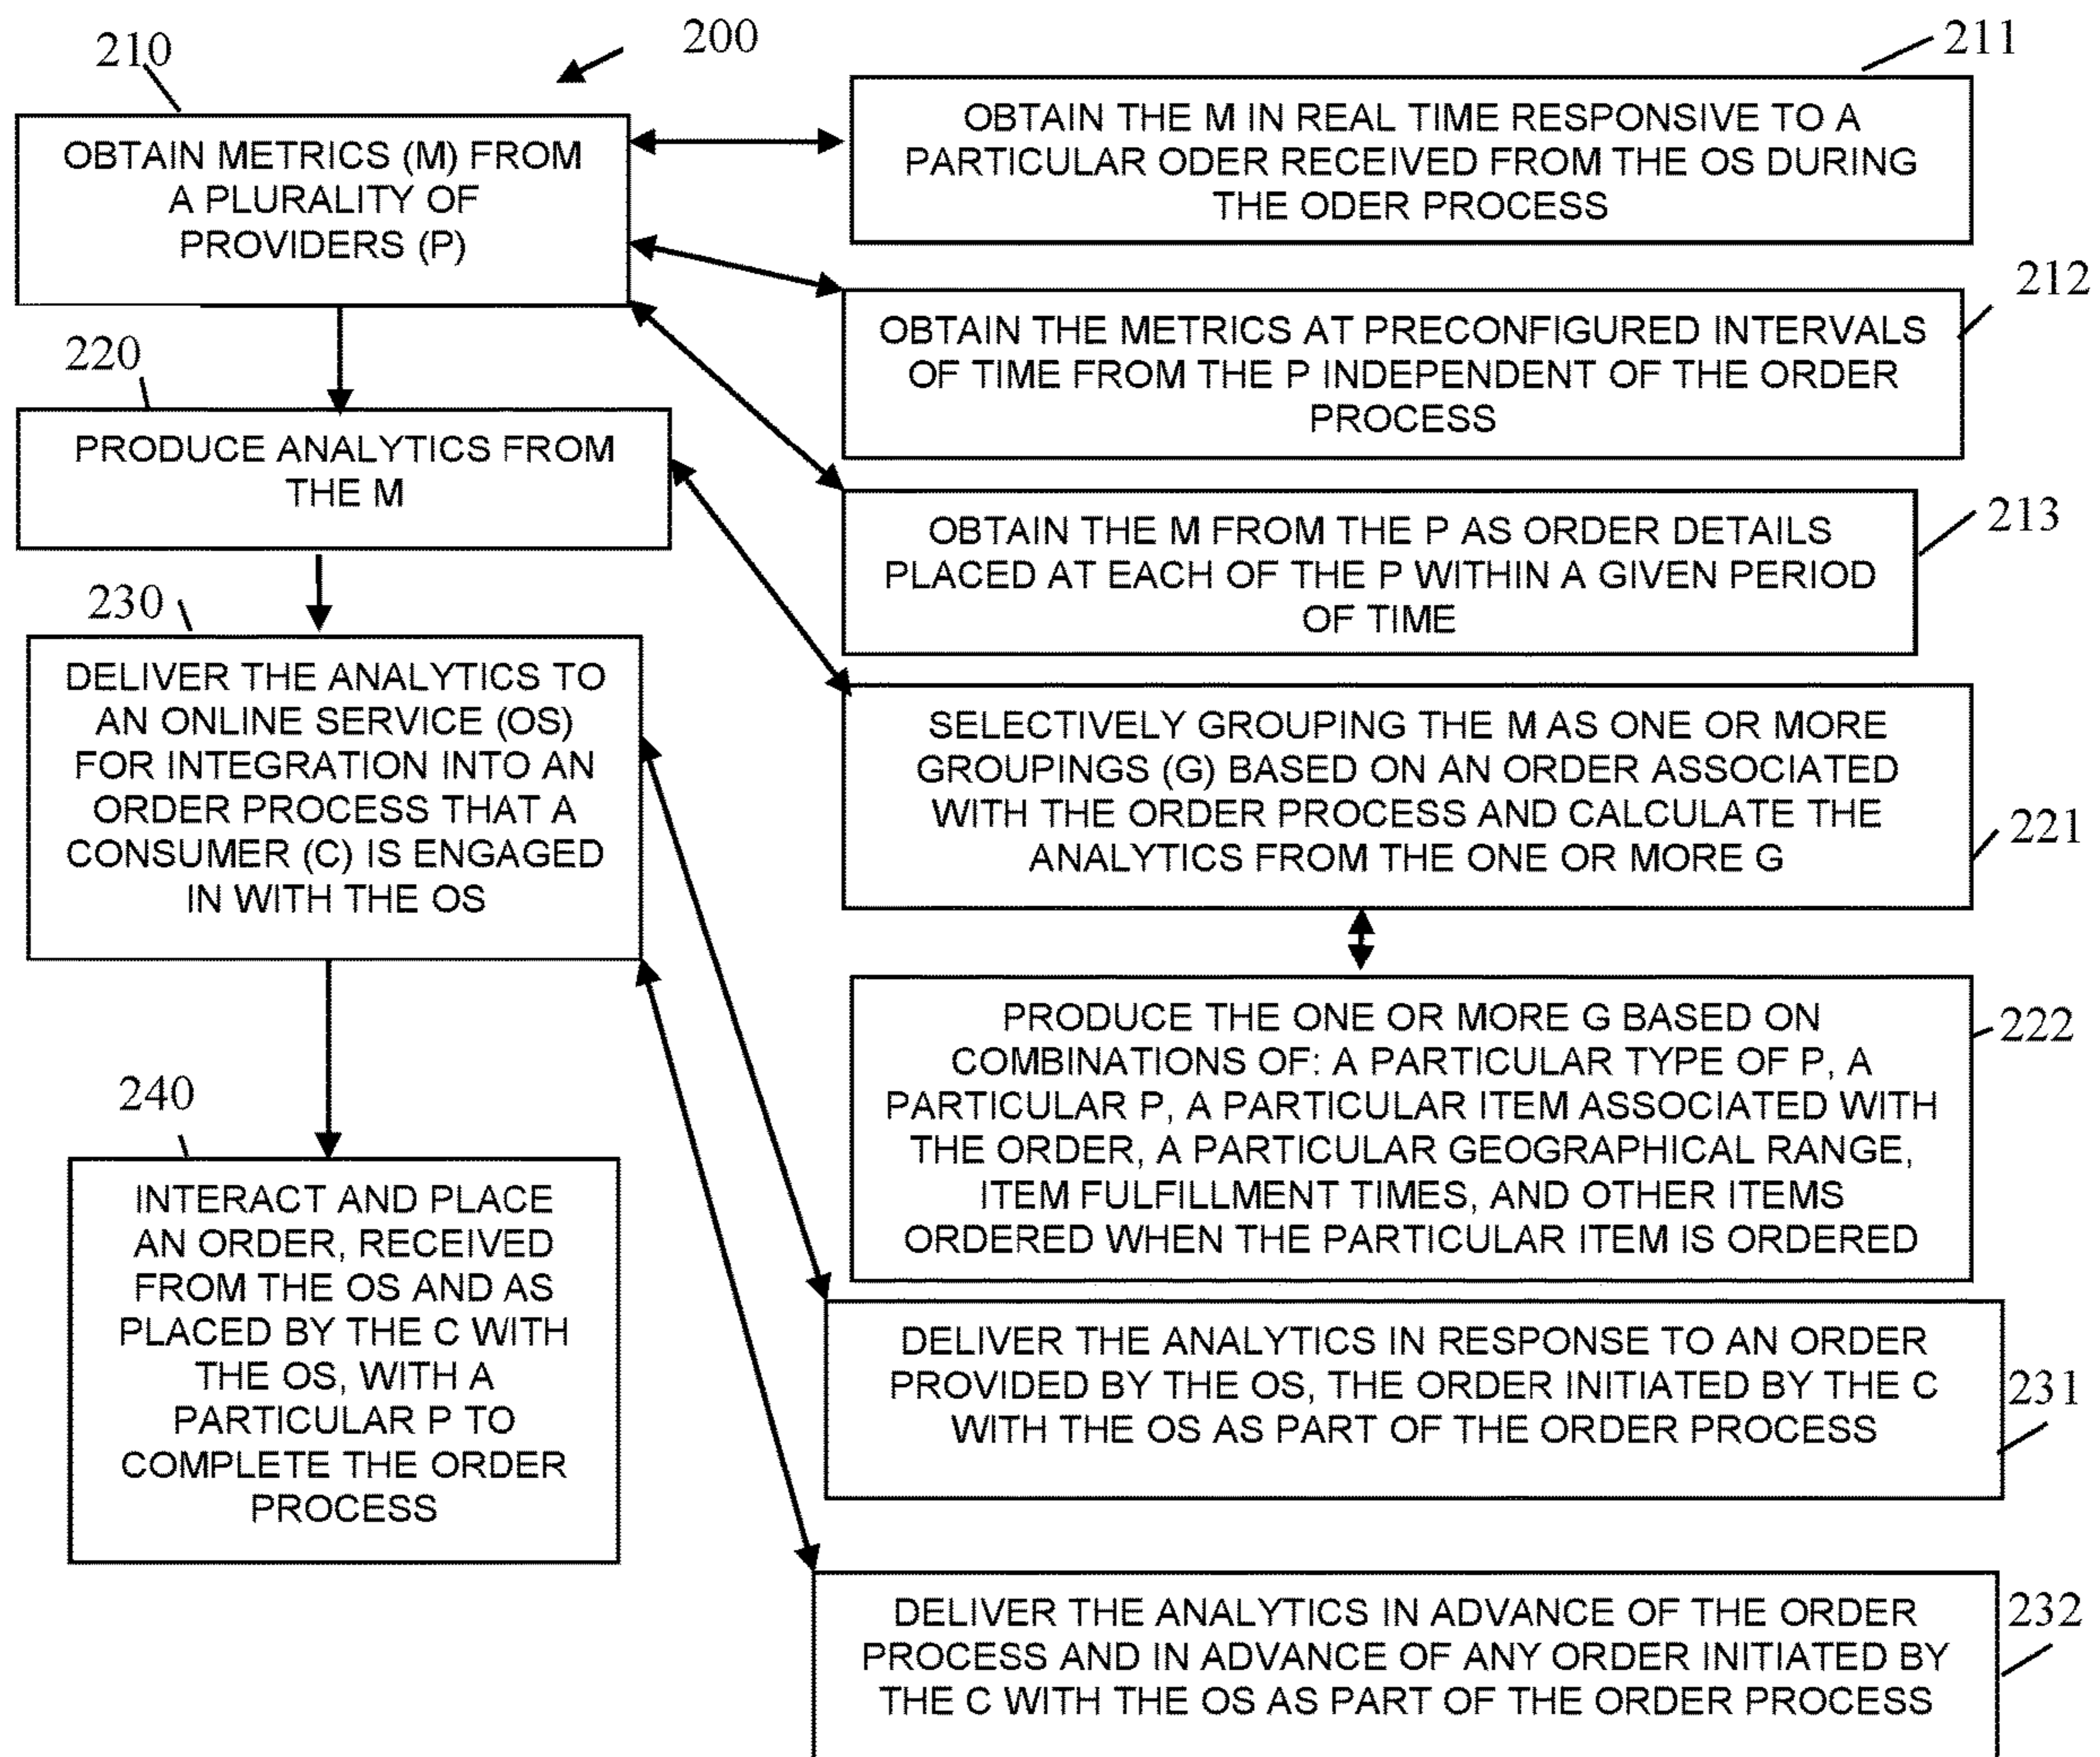 200
210
OBTAIN METRICS (M) FROM
A PLURALITY OF
PROVIDERS (P)
211
OBTAIN THE M IN REAL TIME RESPONSIVE TO A
PARTICULAR ODER RECEIVED FROM THE OS DURING
THE ODER PROCESS
212
OBTAIN THE METRICS AT PRECONFIGURED INTERVALS
OF TIME FROM THE P INDEPENDENT OF THE ORDER
PROCESS
213
OBTAIN THE M FROM THE P AS ORDER DETAILS
PLACED AT EACH OF THE P WITHIN A GIVEN PERIOD
OF TIME
220
PRODUCE ANALYTICS FROM
THE M
221
SELECTIVELY GROUPING THE M AS ONE OR MORE
GROUPINGS (G) BASED ON AN ORDER ASSOCIATED
WITH THE ORDER PROCESS AND CALCULATE THE
ANALYTICS FROM THE ONE OR MORE G
222
PRODUCE THE ONE OR MORE G BASED ON
COMBINATIONS OF: A PARTICULAR TYPE OF P, A
PARTICULAR P, A PARTICULAR ITEM ASSOCIATED WITH
THE ORDER, A PARTICULAR GEOGRAPHICAL RANGE,
ITEM FULFILLMENT TIMES, AND OTHER ITEMS
ORDERED WHEN THE PARTICULAR ITEM IS ORDERED
230
DELIVER THE ANALYTICS TO
AN ONLINE SERVICE (OS)
FOR INTEGRATION INTO AN
ORDER PROCESS THAT A
CONSUMER (C) IS ENGAGED
IN WITH THE OS
231
DELIVER THE ANALYTICS IN RESPONSE TO AN ORDER
PROVIDED BY THE OS, THE ORDER INITIATED BY THE C
WITH THE OS AS PART OF THE ORDER PROCESS
232
DELIVER THE ANALYTICS IN ADVANCE OF THE ORDER
PROCESS AND IN ADVANCE OF ANY ORDER INITIATED BY
THE C WITH THE OS AS PART OF THE ORDER PROCESS
240
INTERACT AND PLACE
AN ORDER, RECEIVED
FROM THE OS AND AS
PLACED BY THE C WITH
THE OS, WITH A
PARTICULAR P TO
COMPLETE THE ORDER
PROCESS